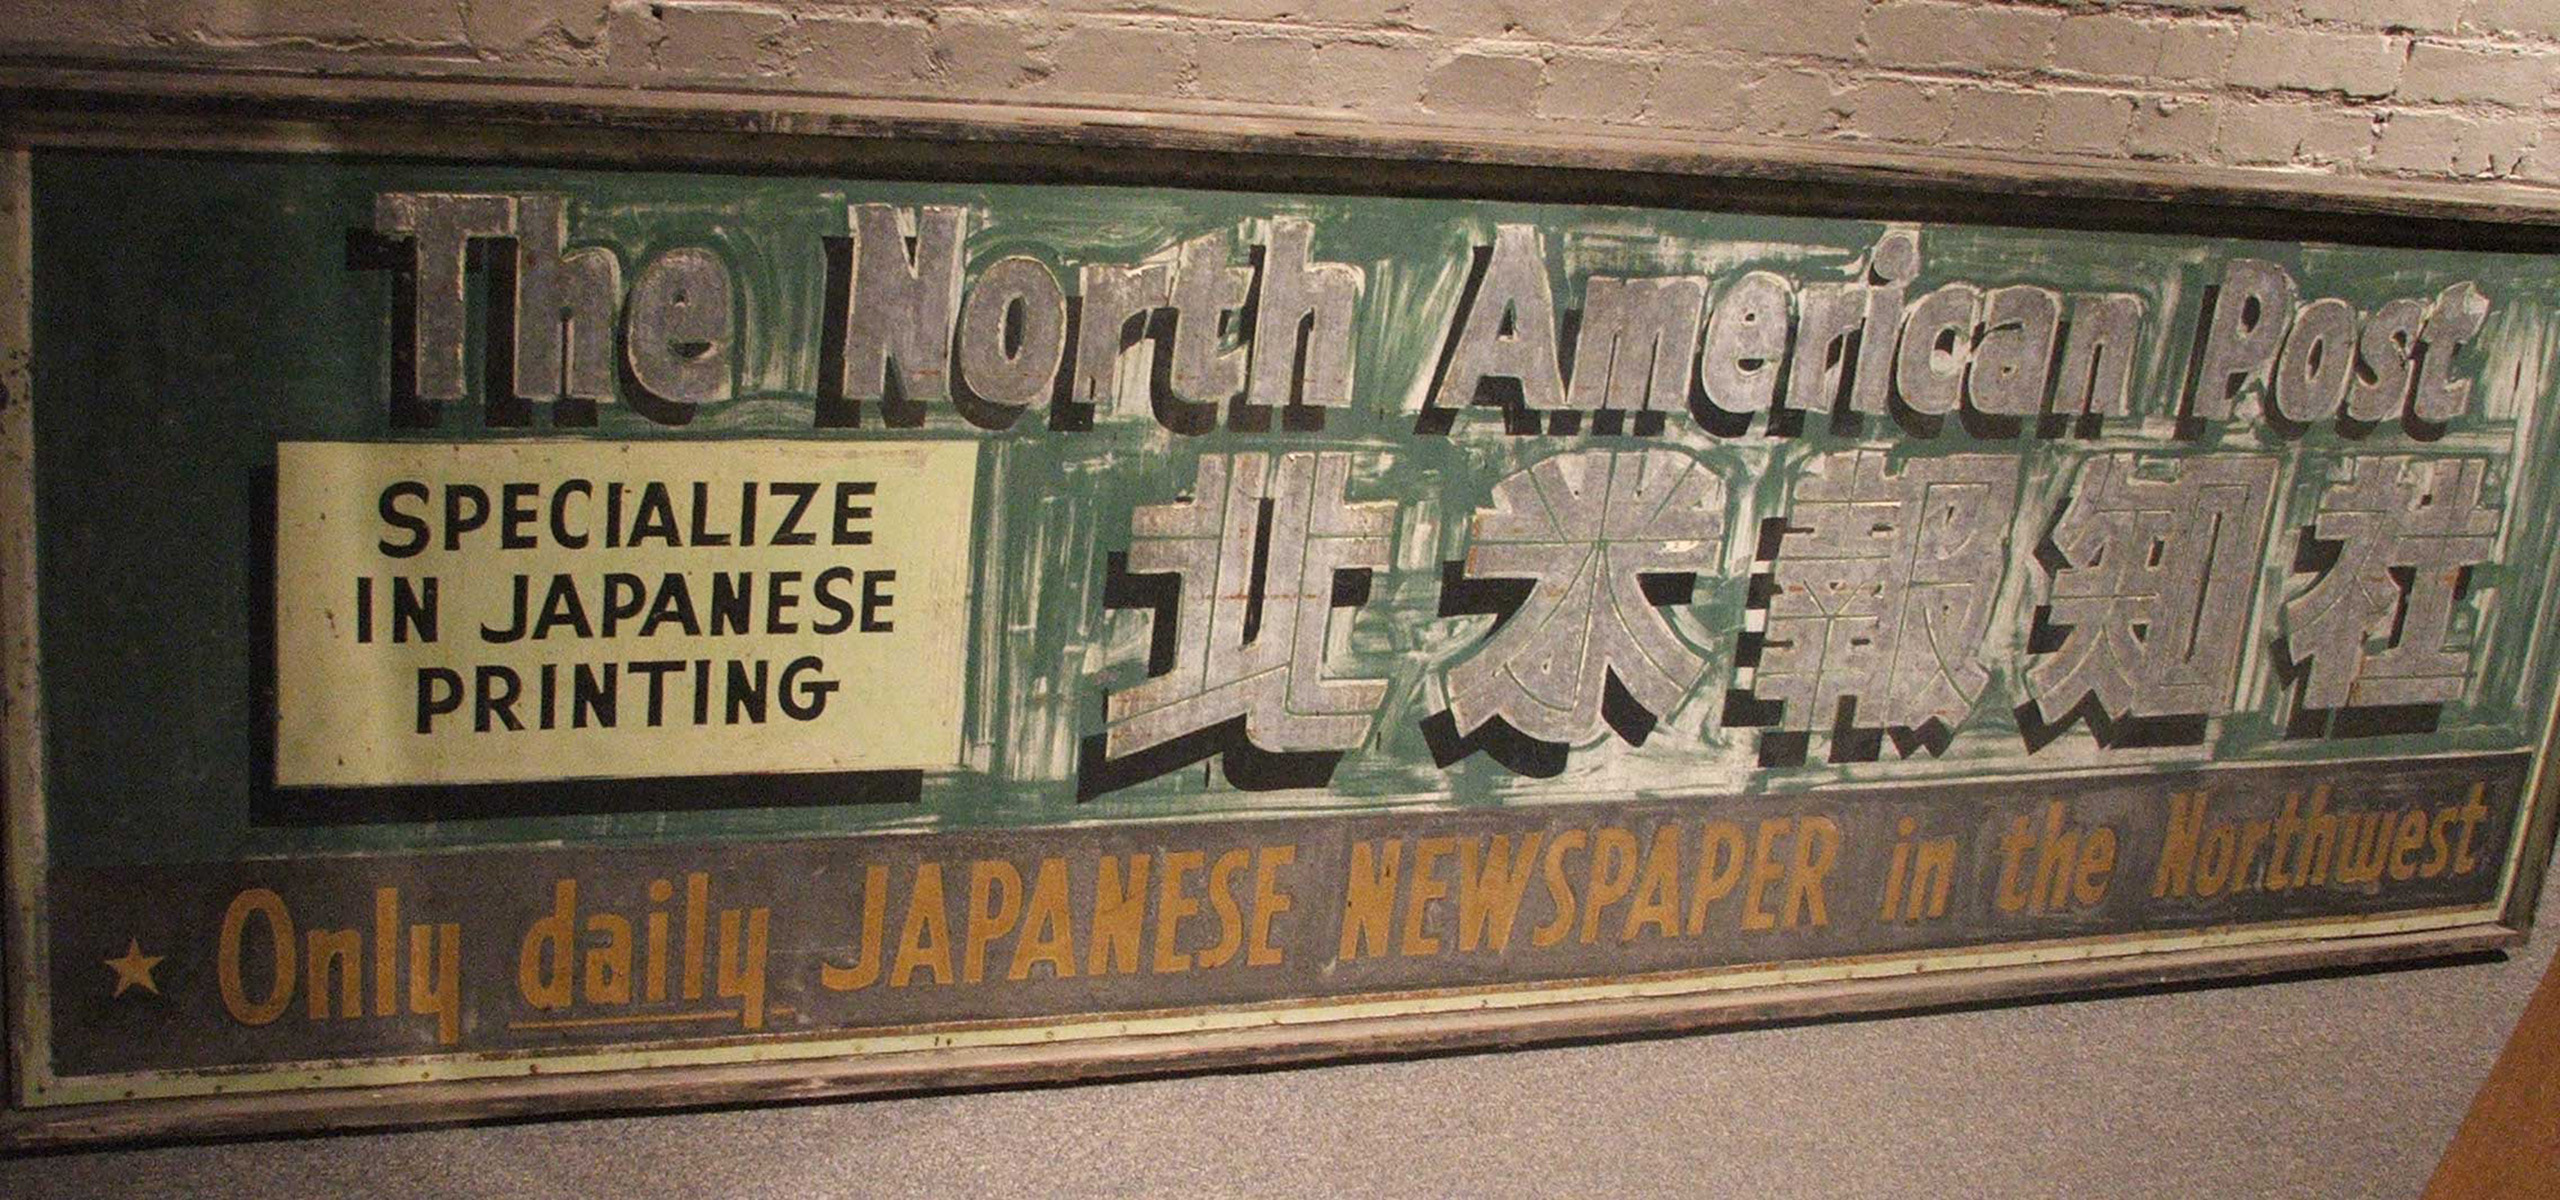 The North American Post
SPECIALIZE
IN JAPANESE
PRINTING
北米報知社
★ Only daily JAPANESE NEWSPAPER in the Northwest